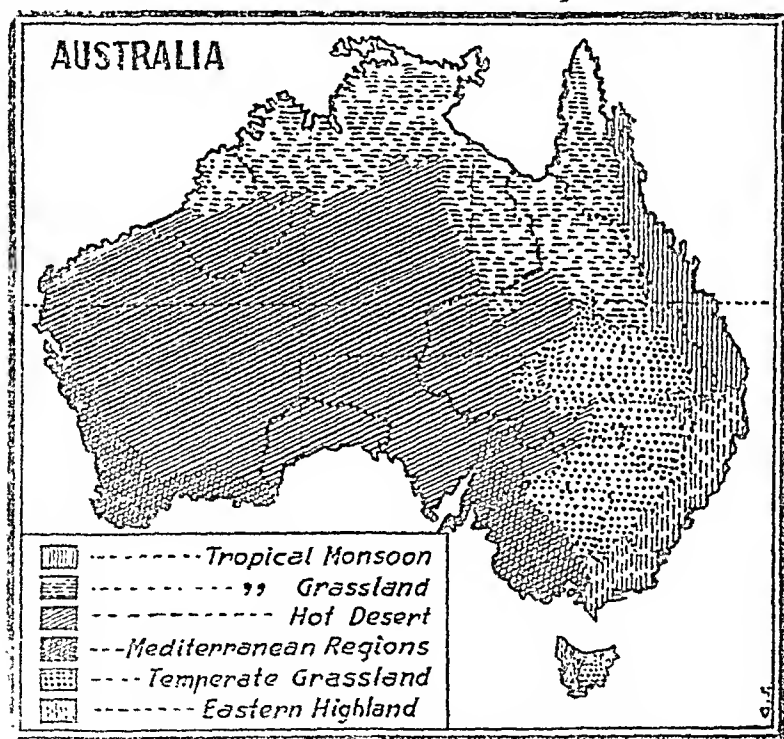 AUSTRALIA
Tropical Monsoon
" Grassland
Hot Desert
Mediterranean Regions
Temperate Grassland
Eastern Highland